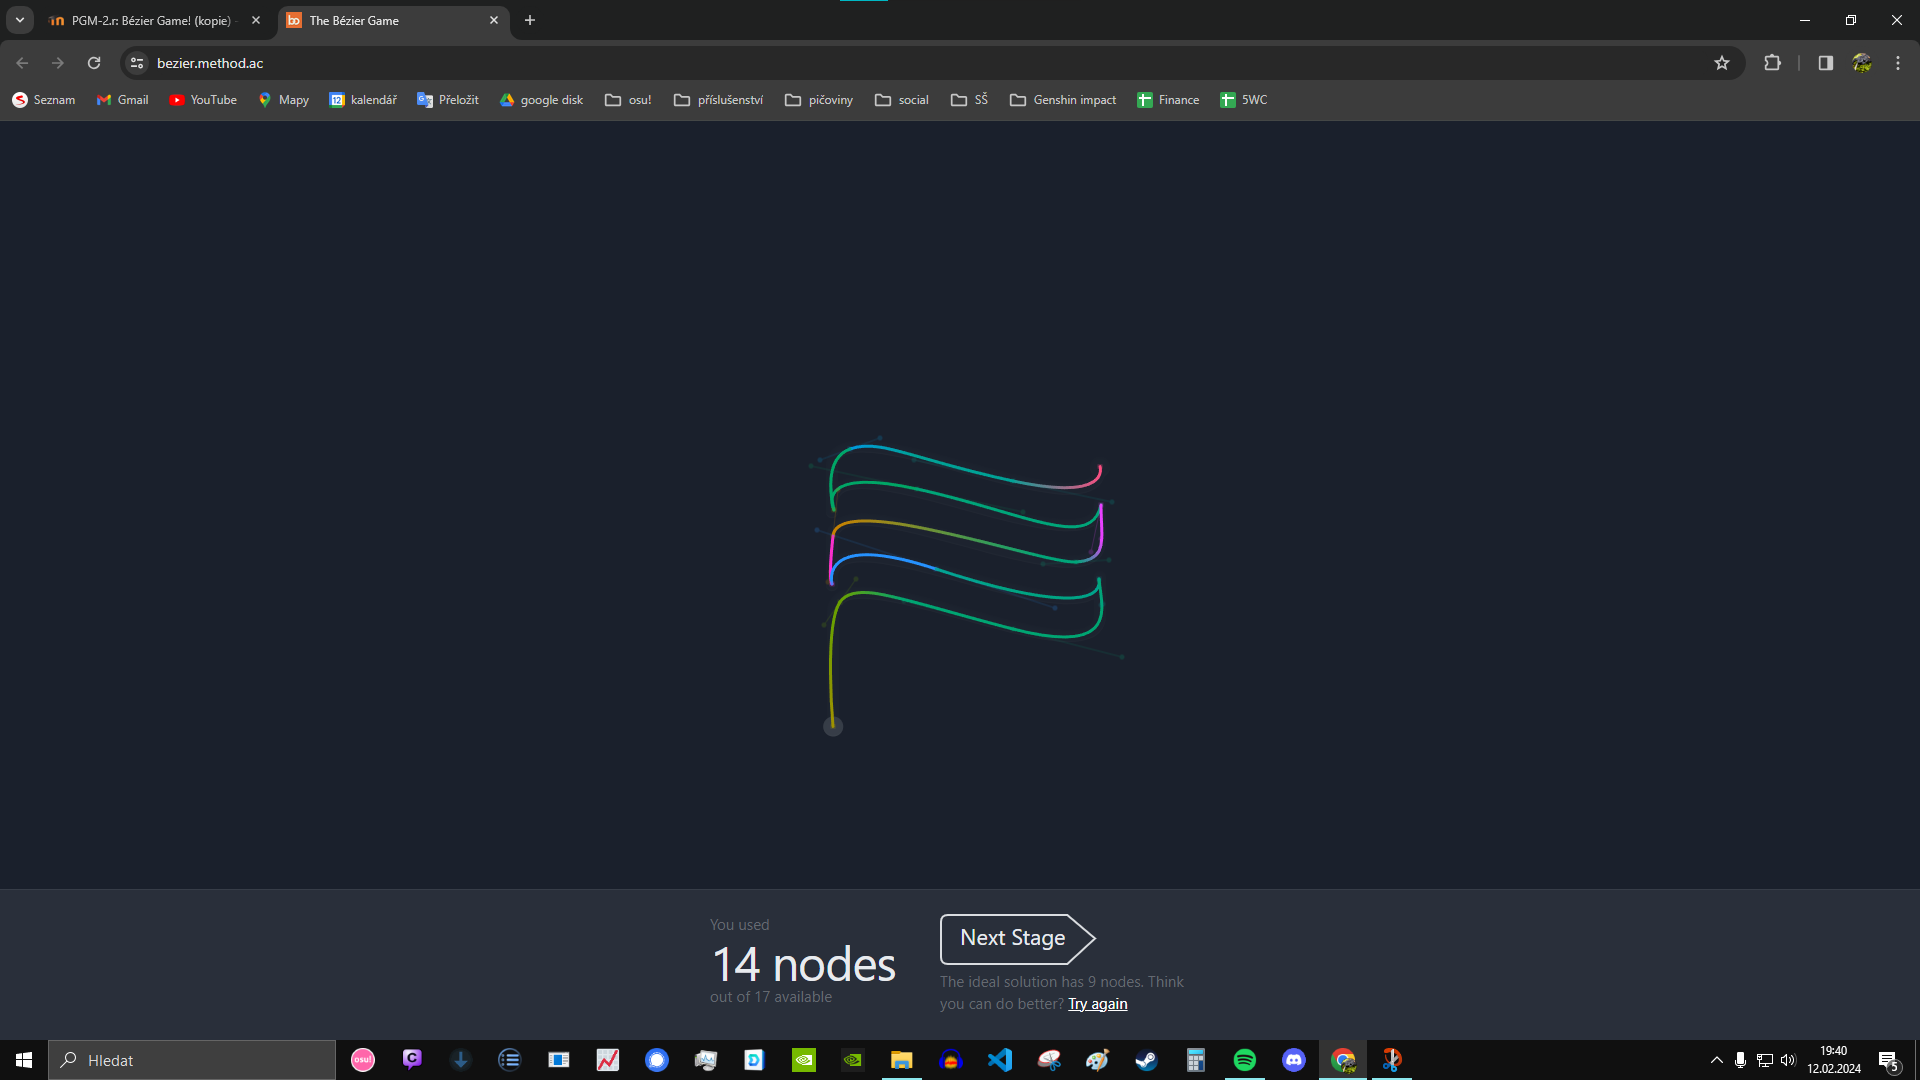 PGM-2.r: Bézier Game! (kopie)
The Bézier Game
bezier.method.ac
Seznam
Gmail
YouTube
12
kalendář
Mapy
Přeložit
google disk
osu!
příslušenství
pičoviny
social
SŠ
Genshin impact
Finance
5WC
You used
14 nodes
out of 17 available
Next Stage
The ideal solution has 9 nodes. Think
you can do better? Try again
Hledat
osu!
19:40
12.02.2024
5